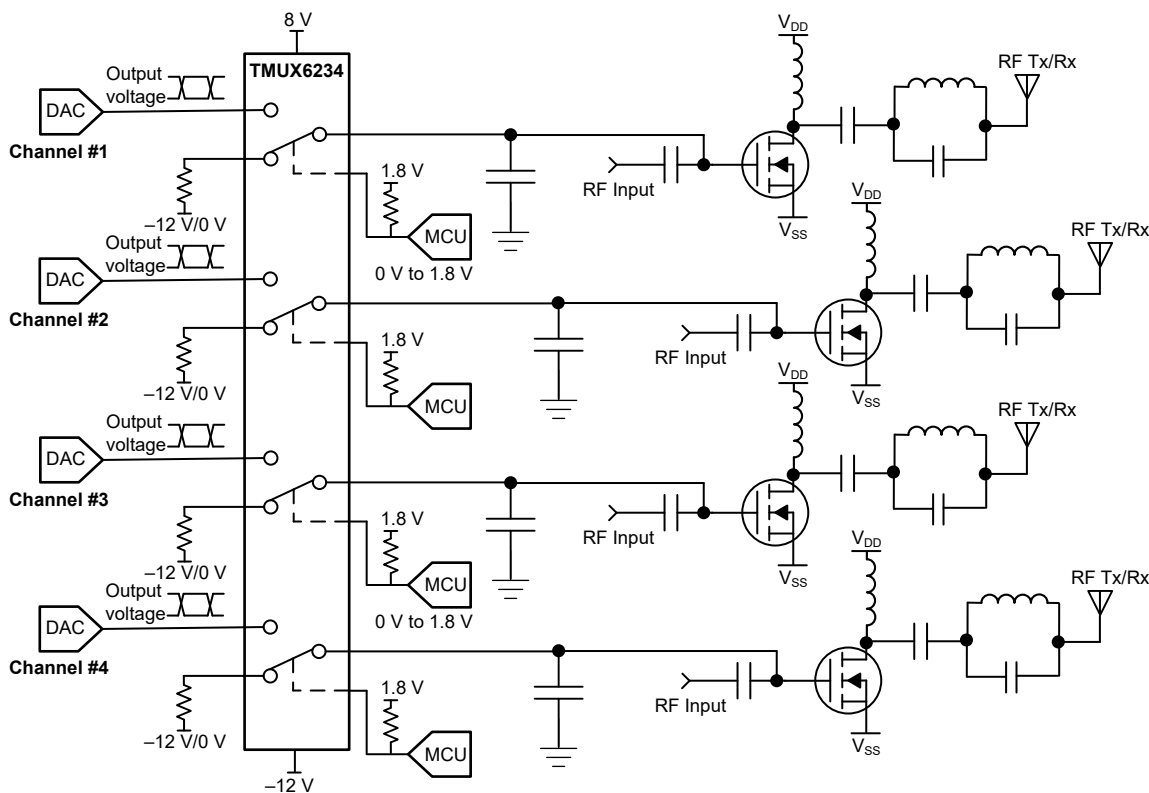 8 V
TMUX6234
Output
voltage
DAC
Channel #1
–12 V/0 V
1.8 V
MCU
0 V to 1.8 V
RF Input
V_DD
V_SS
RF Tx/Rx
Output
voltage
DAC
Channel #2
–12 V/0 V
1.8 V
MCU
RF Input
V_DD
V_SS
RF Tx/Rx
Output
voltage
DAC
Channel #3
–12 V/0 V
1.8 V
MCU
0 V to 1.8 V
RF Input
V_DD
V_SS
RF Tx/Rx
Output
voltage
DAC
Channel #4
–12 V/0 V
1.8 V
MCU
RF Input
V_DD
V_SS
RF Tx/Rx
–12 V